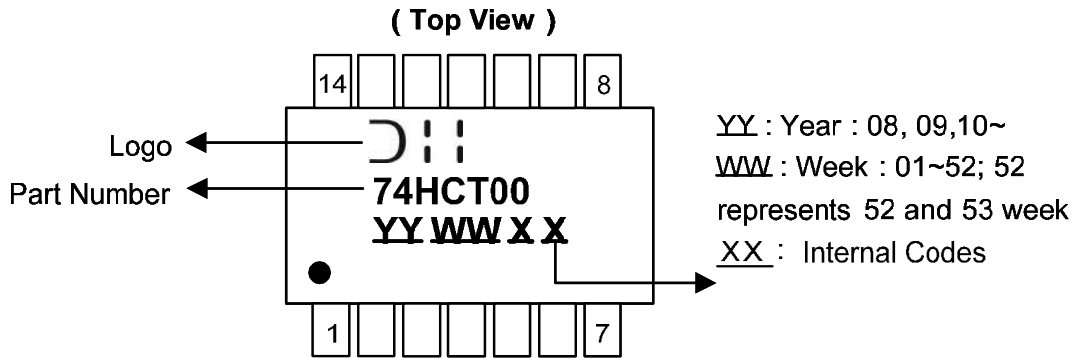 ( Top View )
14
8
Logo
Part Number
74HCT00
YY WW X X
1
7
YY : Year : 08, 09,10~
WW : Week : 01~52; 52
represents 52 and 53 week
XX : Internal Codes